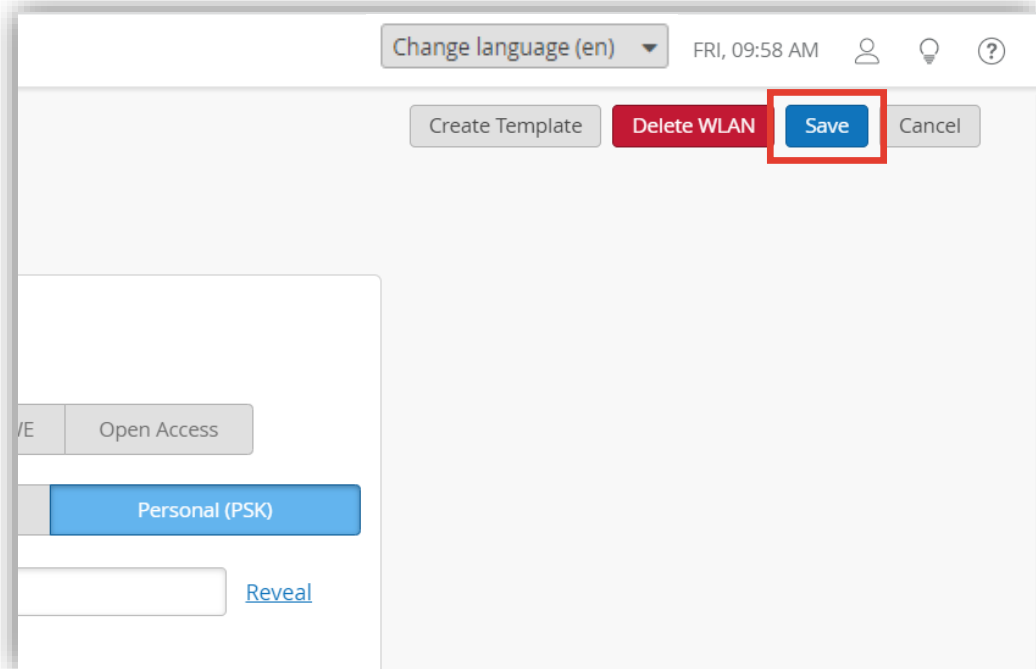 Change language (en) FRI, 09:58 AM ?
Create Template Delete WLAN Save Cancel
Open Access
Personal (PSK)
Reveal